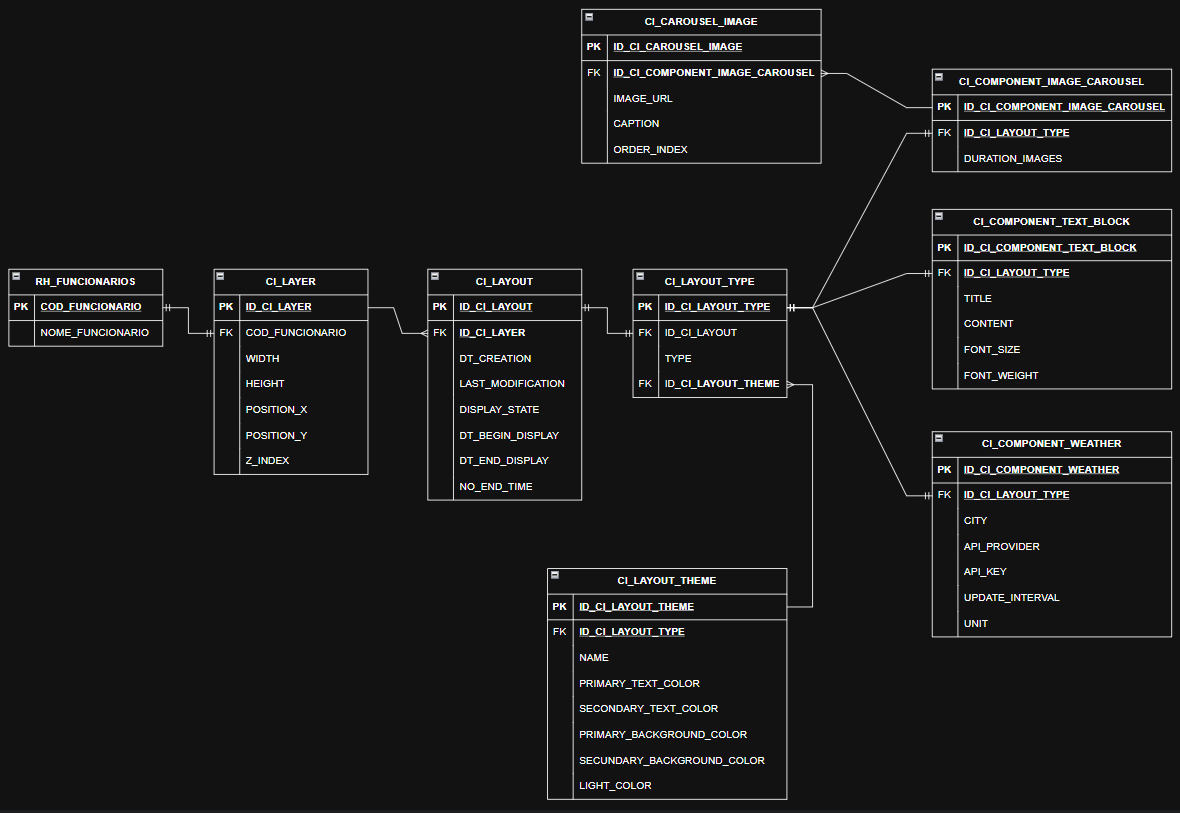 CI_CAROUSEL_IMAGE
PK ID_CI_CAROUSEL_IMAGE
FK ID_CI_COMPONENT_IMAGE_CAROUSEL
IMAGE_URL
CAPTION
ORDER_INDEX
CI_COMPONENT_IMAGE_CAROUSEL
PK ID_CI_COMPONENT_IMAGE_CAROUSEL
FK ID_CI_LAYOUT_TYPE
DURATION_IMAGES
CI_COMPONENT_TEXT_BLOCK
PK ID_CI_COMPONENT_TEXT_BLOCK
FK ID_CI_LAYOUT_TYPE
TITLE
CONTENT
FONT_SIZE
FONT_WEIGHT
RH_FUNCIONARIOS
PK COD_FUNCIONARIO
NOME_FUNCIONARIO
CI_LAYER
PK ID_CI_LAYER
FK COD_FUNCIONARIO
WIDTH
HEIGHT
POSITION_X
POSITION_Y
Z_INDEX
CI_LAYOUT
PK ID_CI_LAYOUT
FK ID_CI_LAYER
DT_CREATION
LAST_MODIFICATION
DISPLAY_STATE
DT_BEGIN_DISPLAY
DT_END_DISPLAY
NO_END_TIME
CI_LAYOUT_TYPE
PK ID_CI_LAYOUT_TYPE
FK ID_CI_LAYOUT
TYPE
FK ID_CI_LAYOUT_THEME
CI_COMPONENT_WEATHER
PK ID_CI_COMPONENT_WEATHER
FK ID_CI_LAYOUT_TYPE
CITY
API_PROVIDER
API_KEY
UPDATE_INTERVAL
UNIT
CI_LAYOUT_THEME
PK ID_CI_LAYOUT_THEME
FK ID_CI_LAYOUT_TYPE
NAME
PRIMARY_TEXT_COLOR
SECONDARY_TEXT_COLOR
PRIMARY_BACKGROUND_COLOR
SECUNDARY_BACKGROUND_COLOR
LIGHT_COLOR